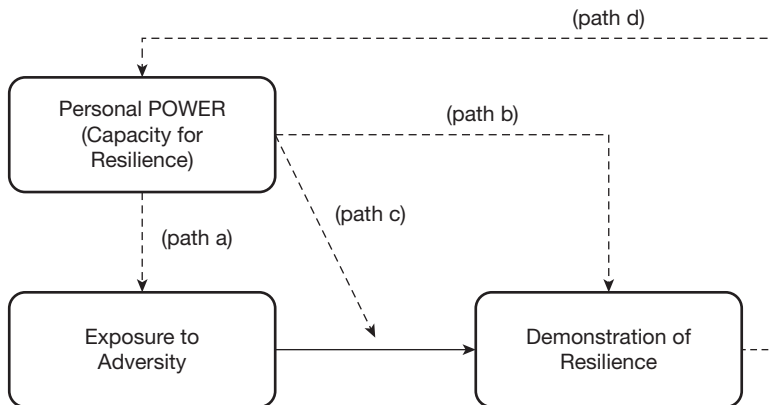 (path d)
Personal POWER
(Capacity for
Resilience)
(path b)
(path c)
(path a)
Exposure to
Adversity
Demonstration of
Resilience